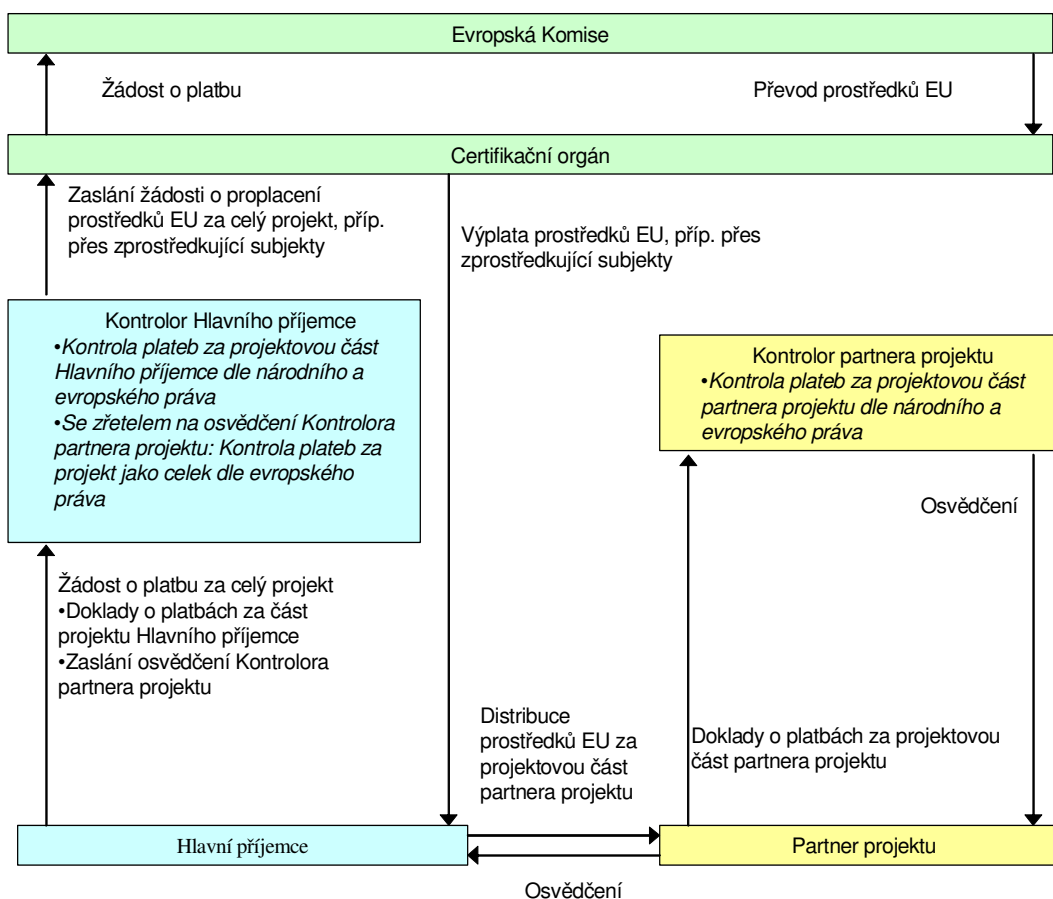 Evropská Komise
Žádost o platbu
Převod prostředků EU
Certifikační orgán
Zaslání žádosti o proplacení
prostředků EU za celý projekt, příp.
přes zprostředkující subjekty
Výplata prostředků EU, příp. přes
zprostředkující subjekty
Kontrolor Hlavního příjemce
•Kontrola plateb za projektovou část
Hlavního příjemce dle národního a
evropského práva
•Se zřetelem na osvědčení Kontrolora
partnera projektu: Kontrola plateb za
projekt jako celek dle evropského
práva
Kontrolor partnera projektu
•Kontrola plateb za projektovou část
partnera projektu dle národního a
evropského práva
Osvědčení
Žádost o platbu za celý projekt
•Doklady o platbách za část
projektu Hlavního příjemce
•Zaslání osvědčení Kontrolora
partnera projektu
Distribuce
prostředků EU za
projektovou část
partnera projektu
Doklady o platbách za projektovou
část partnera projektu
Hlavní příjemce
Partner projektu
Osvědčení